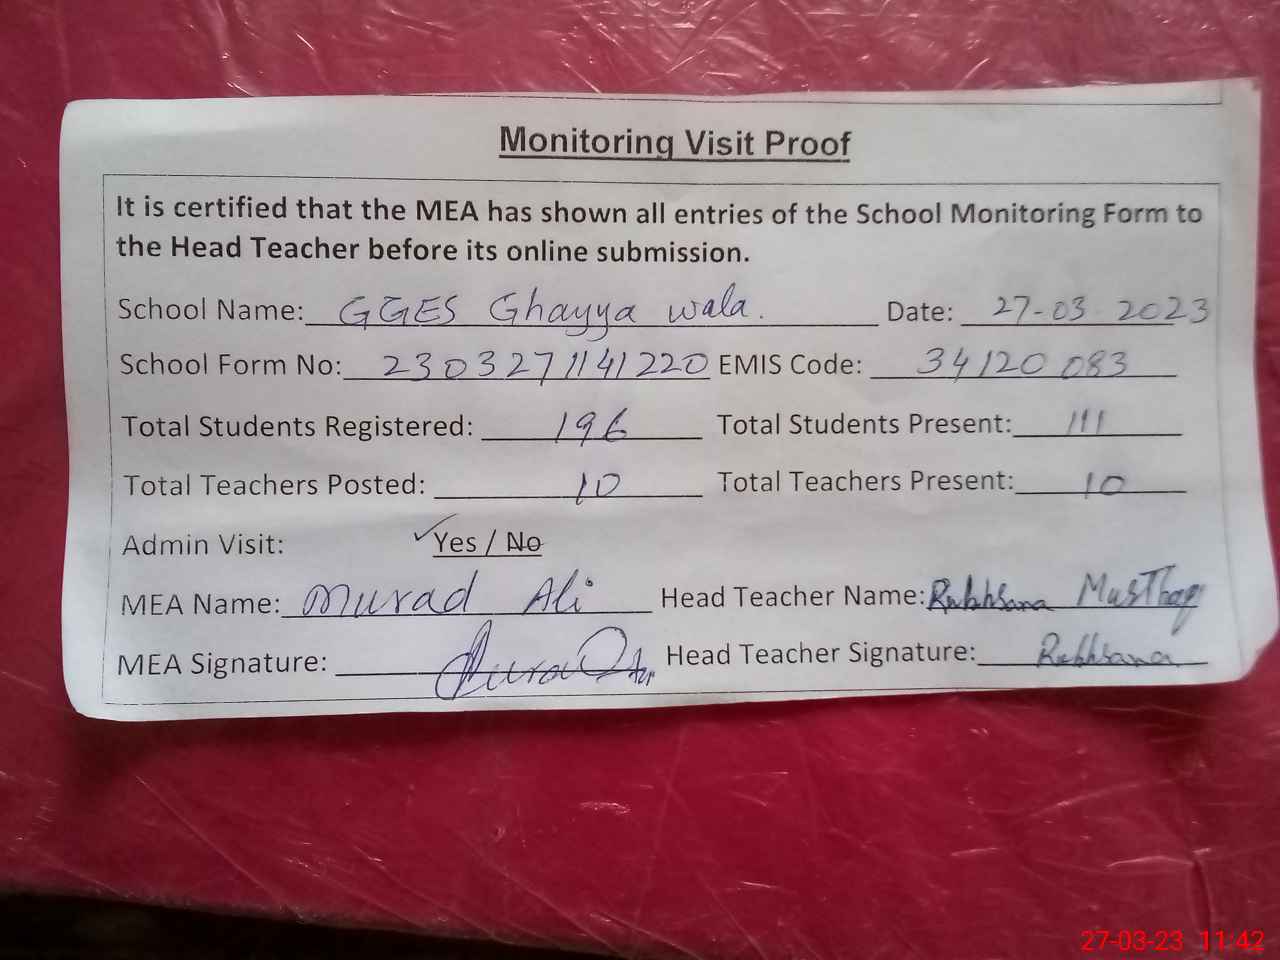 Monitoring Visit Proof
It is certified that the MEA has shown all entries of the School Monitoring Form to
the Head Teacher before its online submission.
School Name: GGES Ghayya wala. Date: 27-03-2023
School Form No: 2303271141220 EMIS Code: 34120083
Total Students Registered: 196 Total Students Present: 111
Total Teachers Posted: 10 Total Teachers Present: 10
Admin Visit: ✓Yes / No
MEA Name: Murad Ali Head Teacher Name: Rukhsana
MEA Signature: Head Teacher Signature: Rukhsana
27-03-23 11:42